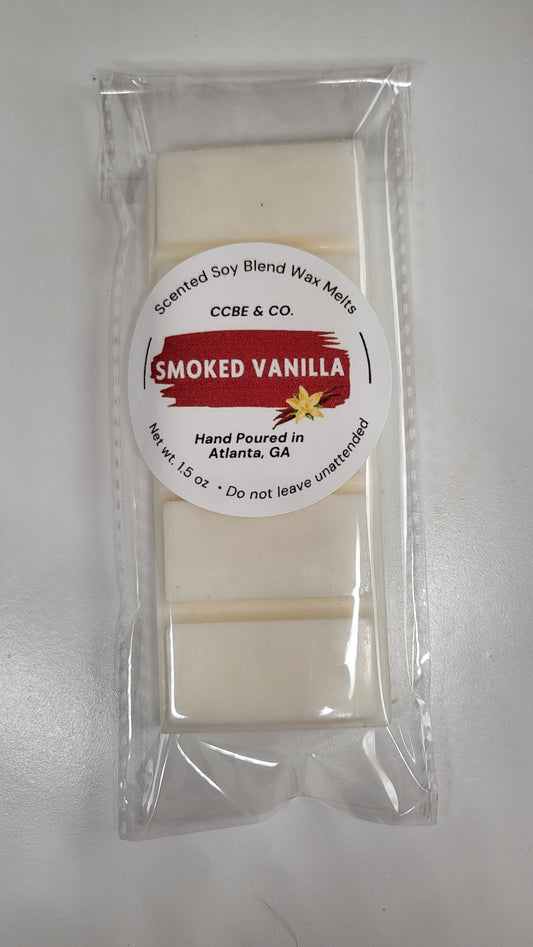 Scented Soy Blend Wax Melts
CCBE & CO.
SMOKED VANILLA
Hand Poured in
Atlanta, GA
Net wt. 1.5 oz • Do not leave unattended